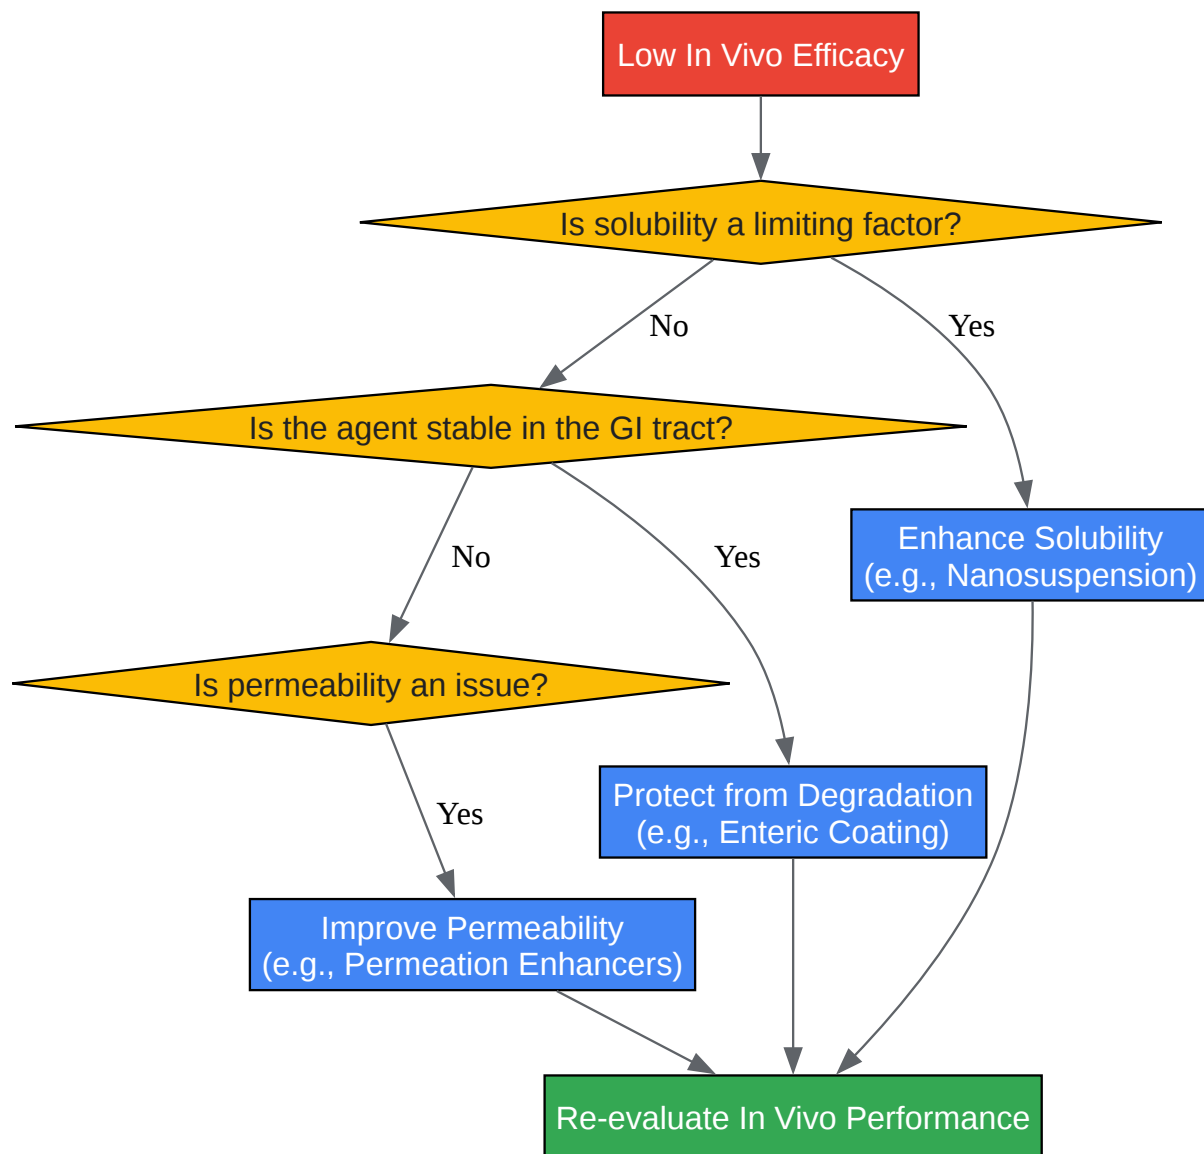 Low In Vivo Efficacy
Is solubility a limiting factor?
No
Yes
Is the agent stable in the GI tract?
Enhance Solubility
(e.g., Nanosuspension)
No
Yes
Is permeability an issue?
Protect from Degradation
(e.g., Enteric Coating)
Yes
Improve Permeability
(e.g., Permeation Enhancers)
Re-evaluate In Vivo Performance